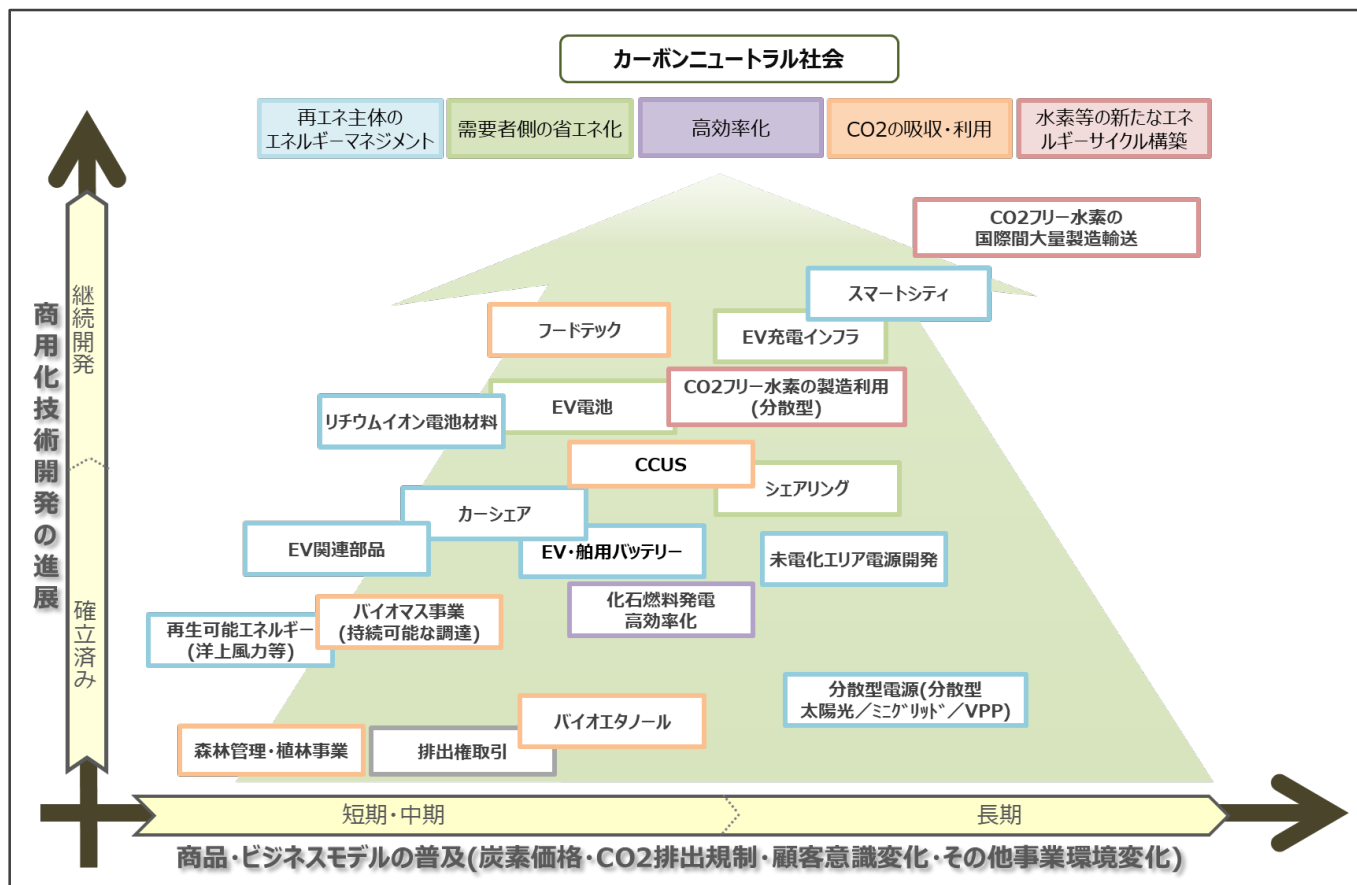 カーボンニュートラル社会
再エネ主体の
エネルギーマネジメント
需要者側の省エネ化
高効率化
CO2の吸収・利用
水素等の新たなエネ
ルギーサイクル構築
商用化技術開発の進展
継続開発
確立済み
CO2フリー水素の
国際間大量製造輸送
スマートシティ
フードテック
EV充電インフラ
CO2フリー水素の製造利用
(分散型)
EV電池
リチウムイオン電池材料
CCUS
シェアリング
カーシェア
EV関連部品
EV・舶用バッテリー
未電化エリア電源開発
化石燃料発電
高効率化
バイオマス事業
(持続可能な調達)
再生可能エネルギー
(洋上風力等)
分散型電源(分散型
太陽光／ﾐﾆｸﾞﾘｯﾄﾞ／VPP)
バイオエタノール
森林管理・植林事業
排出権取引
短期・中期
長期
商品・ビジネスモデルの普及(炭素価格・CO2排出規制・顧客意識変化・その他事業環境変化)